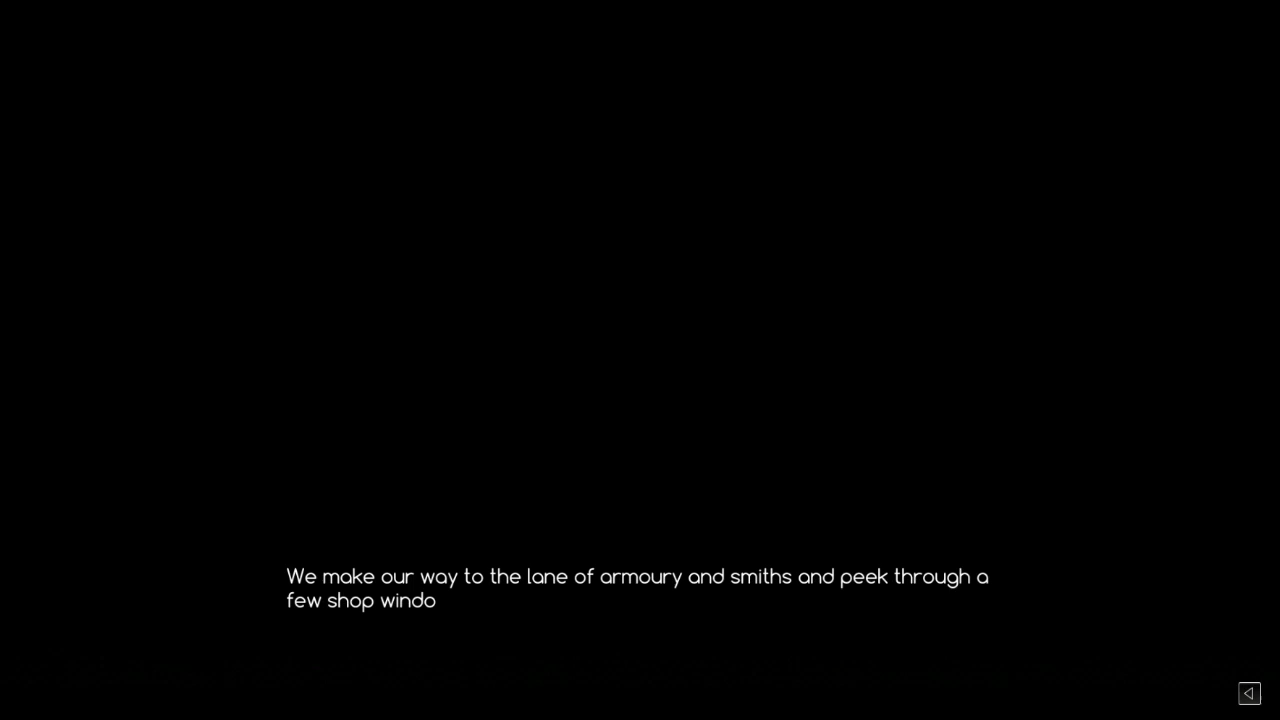 We make our way to the lane of armoury and smiths and peek through a
few shop windo